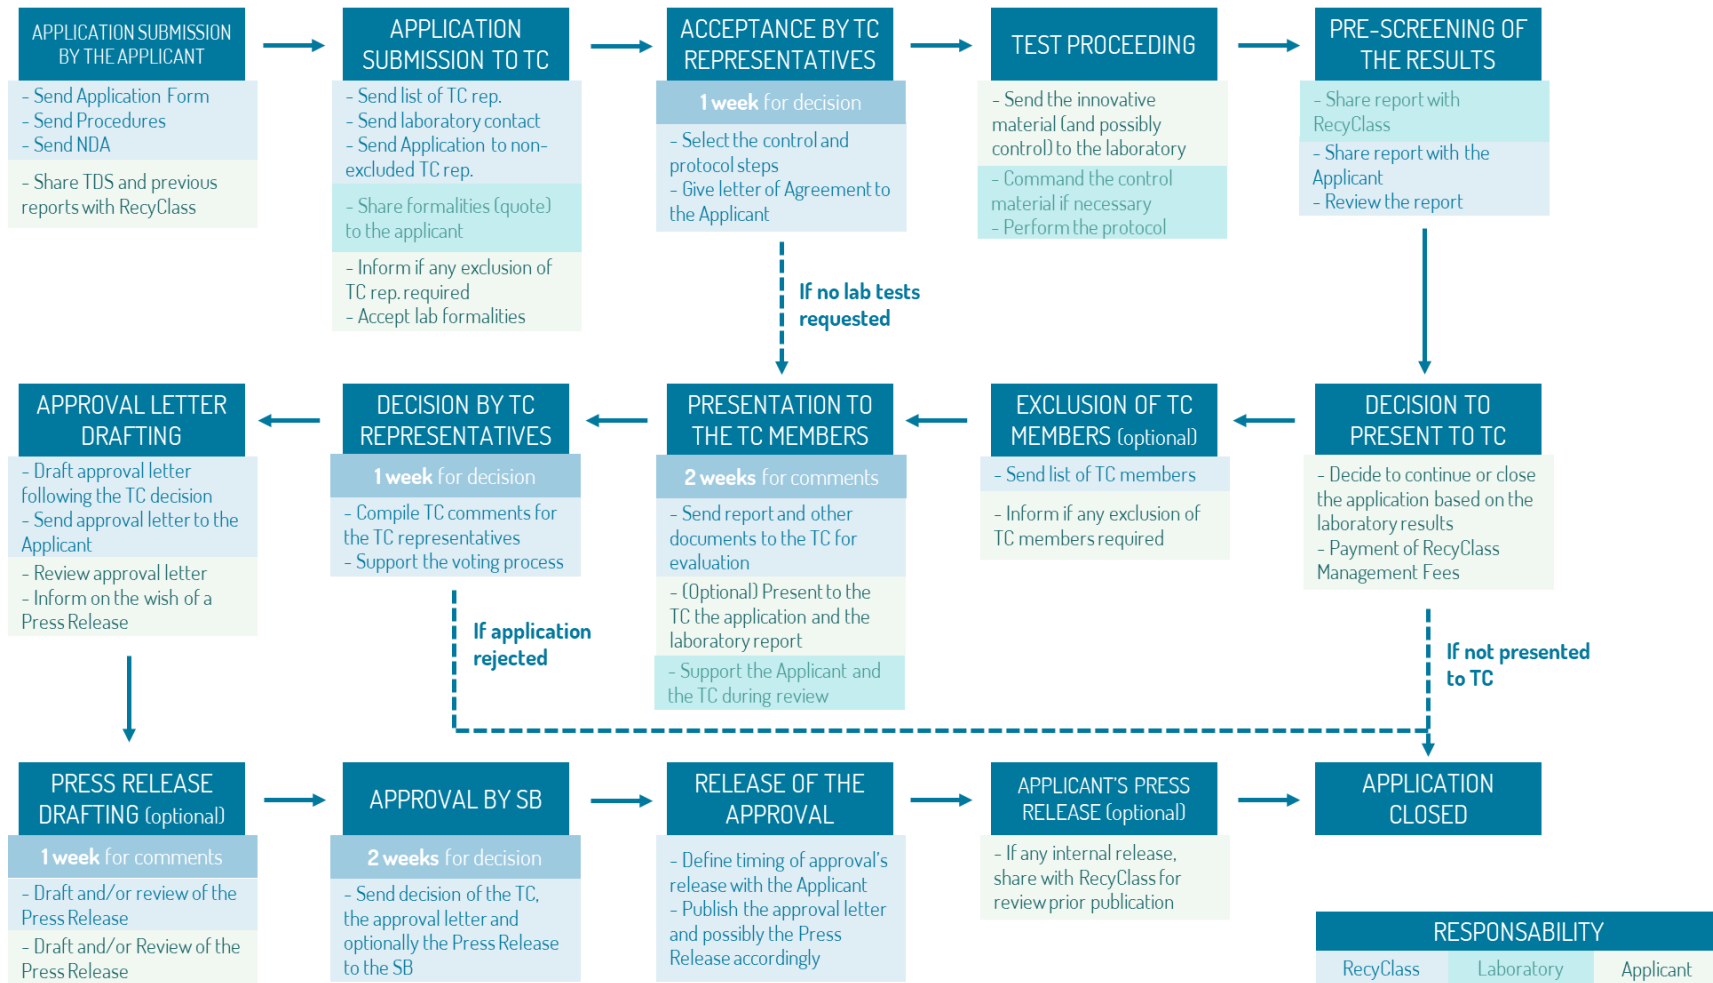 APPLICATION SUBMISSION
BY THE APPLICANT
- Send Application Form
- Send Procedures
- Send NDA
- Share TDS and previous
reports with RecyClass
APPLICATION
SUBMISSION TO TC
- Send list of TC rep.
- Send laboratory contact
- Send Application to non-
excluded TC rep.
- Share formalities (quote)
to the applicant
- Inform if any exclusion of
TC rep. required
- Accept lab formalities
ACCEPTANCE BY TC
REPRESENTATIVES
1 week for decision
- Select the control and
protocol steps
- Give letter of Agreement to
the Applicant
If no lab tests
requested
TEST PROCEEDING
- Send the innovative
material (and possibly
control) to the laboratory
- Command the control
material if necessary
- Perform the protocol
PRE-SCREENING OF
THE RESULTS
- Share report with
RecyClass
- Share report with the
Applicant
- Review the report
DECISION TO
PRESENT TO TC
- Decide to continue or close
the application based on the
laboratory results
- Payment of RecyClass
Management Fees
If not presented
to TC
EXCLUSION OF TC
MEMBERS (optional)
- Send list of TC members
- Inform if any exclusion of
TC members required
PRESENTATION TO
THE TC MEMBERS
2 weeks for comments
- Send report and other
documents to the TC for
evaluation
- (Optional) Present to the
TC the application and the
laboratory report
- Support the Applicant and
the TC during review
DECISION BY TC
REPRESENTATIVES
1 week for decision
- Compile TC comments for
the TC representatives
- Support the voting process
If application
rejected
APPROVAL LETTER
DRAFTING
- Draft approval letter
following the TC decision
- Send approval letter to the
Applicant
- Review approval letter
- Inform on the wish of a
Press Release
PRESS RELEASE
DRAFTING (optional)
1 week for comments
- Draft and/or review of the
Press Release
- Draft and/or Review of the
Press Release
APPROVAL BY SB
2 weeks for decision
- Send decision of the TC,
the approval letter and
optionally the Press Release
to the SB
RELEASE OF THE
APPROVAL
- Define timing of approval's
release with the Applicant
- Publish the approval letter
and possibly the Press
Release accordingly
APPLICANT'S PRESS
RELEASE (optional)
- If any internal release,
share with RecyClass for
review prior publication
APPLICATION
CLOSED
RESPONSABILITY
RecyClass
Laboratory
Applicant